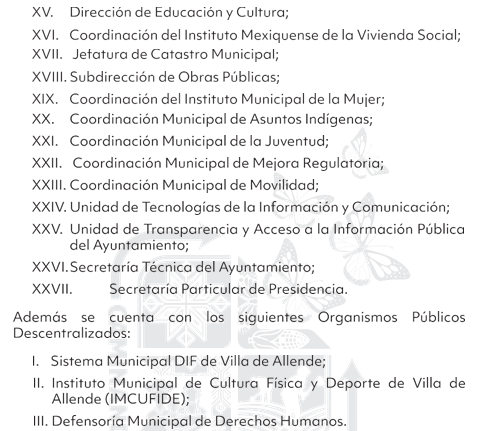 XV. Dirección de Educación y Cultura;
XVI. Coordinación del Instituto Mexiquense de la Vivienda Social;
XVII. Jefatura de Catastro Municipal;
XVIII. Subdirección de Obras Públicas;
XIX. Coordinación del Instituto Municipal de la Mujer;
XX. Coordinación Municipal de Asuntos Indígenas;
XXI. Coordinación Municipal de la Juventud;
XXII. Coordinación Municipal de Mejora Regulatoria;
XXIII. Coordinación Municipal de Movilidad;
XXIV. Unidad de Tecnologías de la Información y Comunicación;
XXV. Unidad de Transparencia y Acceso a la Información Pública
del Ayuntamiento;
XXVI. Secretaría Técnica del Ayuntamiento;
XXVII. Secretaría Particular de Presidencia.
Además se cuenta con los siguientes Organismos Públicos
Descentralizados:
I. Sistema Municipal DIF de Villa de Allende;
II. Instituto Municipal de Cultura Física y Deporte de Villa de
Allende (IMCUFIDE);
III. Defensoría Municipal de Derechos Humanos.